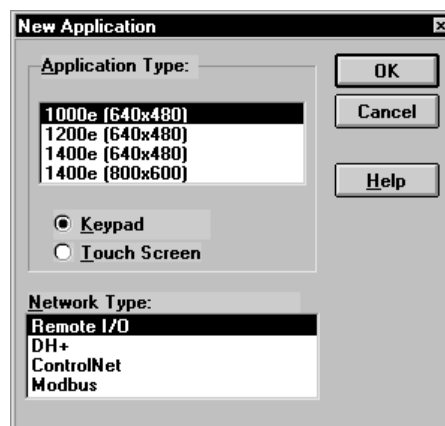 New Application
Application Type:
1000e (640x480)
1200e (640x480)
1400e (640x480)
1400e (800x600)
Keypad
Touch Screen
Network Type:
Remote I/O
DH+
ControlNet
Modbus
OK
Cancel
Help